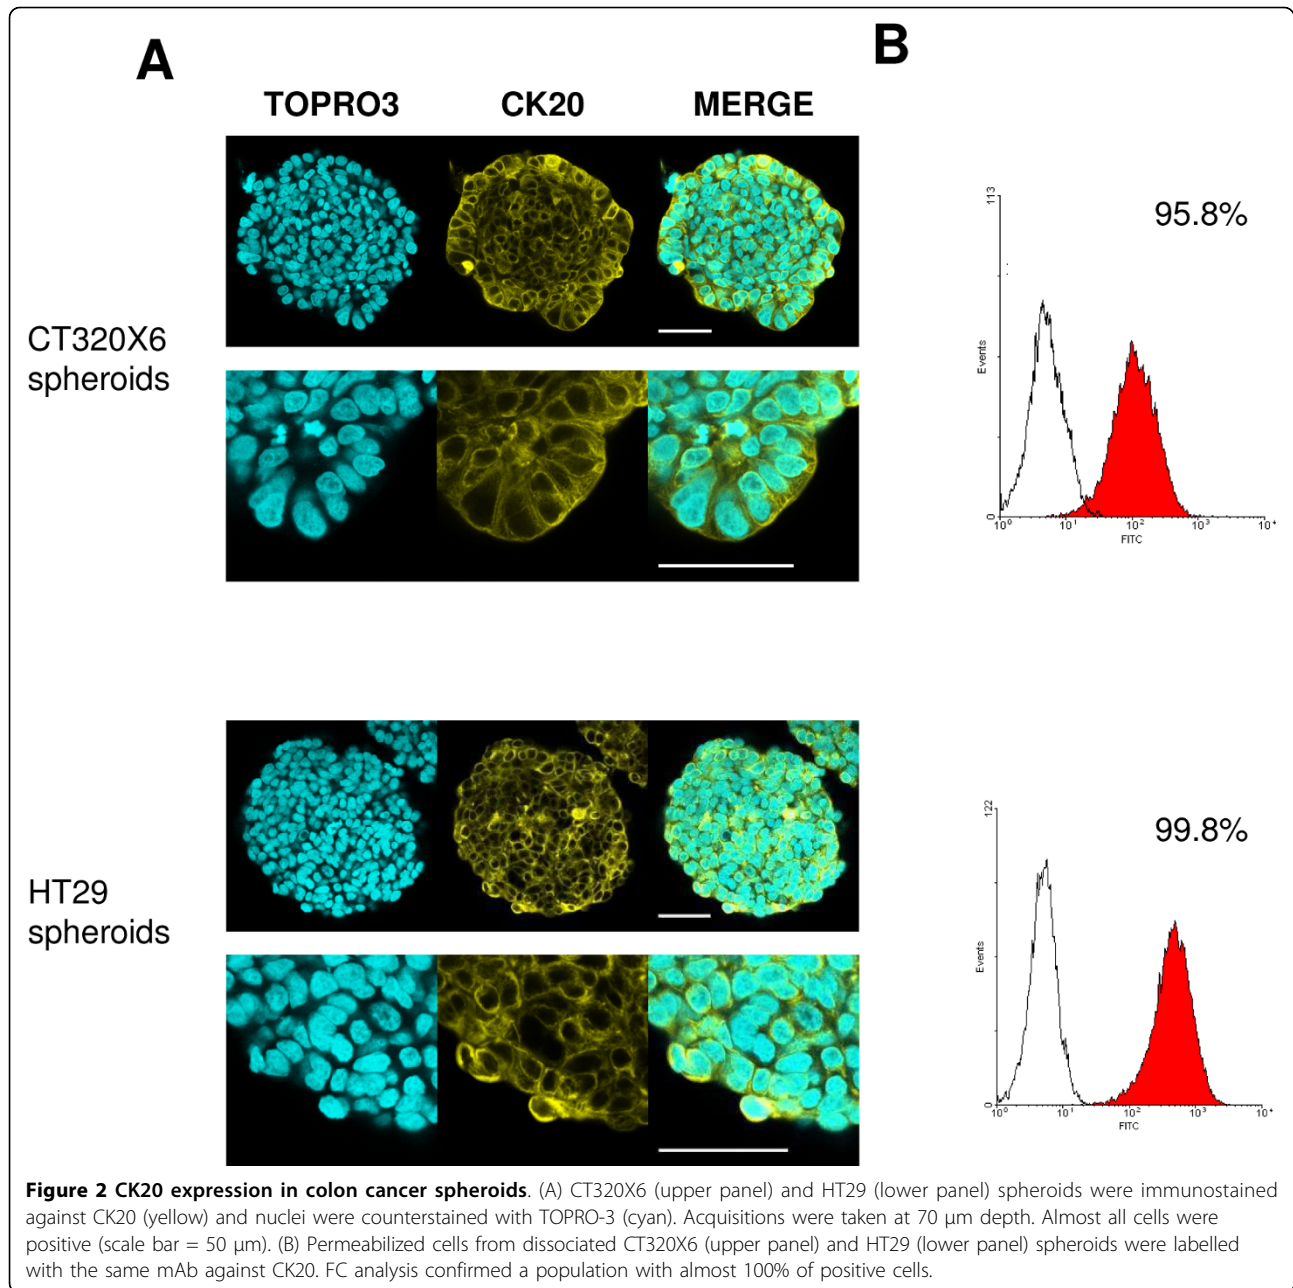 A
B
TOPRO3 CK20 MERGE
CT320X6
spheroids
113
95.8%
Events
0
10⁰ 10¹ 10² 10³ 10⁴
FITC
HT29
spheroids
122
99.8%
Events
0
10⁰ 10¹ 10² 10³ 10⁴
FITC
Figure 2 CK20 expression in colon cancer spheroids. (A) CT320X6 (upper panel) and HT29 (lower panel) spheroids were immunostained
against CK20 (yellow) and nuclei were counterstained with TOPRO-3 (cyan). Acquisitions were taken at 70 μm depth. Almost all cells were
positive (scale bar = 50 μm). (B) Permeabilized cells from dissociated CT320X6 (upper panel) and HT29 (lower panel) spheroids were labelled
with the same mAb against CK20. FC analysis confirmed a population with almost 100% of positive cells.